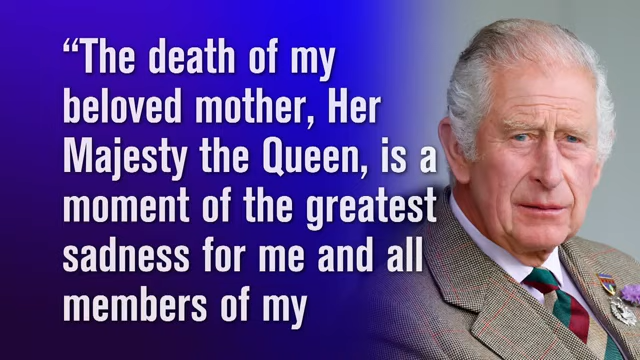 “The death of my
beloved mother, Her
Majesty the Queen, is a
moment of the greatest
sadness for me and all
members of my